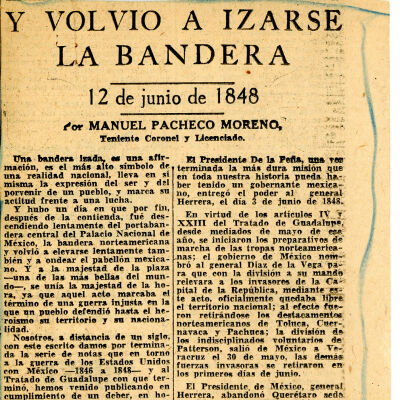 Y VOLVIO A IZARSE
LA BANDERA
12 de junio de 1848
Por MANUEL PACHECO MORENO,
Teniente Coronel y Licenciado.
Una bandera izada, es una afir-
mación, es el más alto símbolo de
una realidad nacional, lleva en sí
misma la expresión del ser y del
porvenir de un pueblo, y marca su
actitud frente a una lucha.
Y hubo un día en que por fin,
después de la contienda, fué des-
cendiendo lentamente del portaban-
dera central del Palacio Nacional de
México, la bandera norteamericana
y volvió a elevarse lentamente tam-
bién y a ondear el pabellón mexica-
no. Y a la majestad de la plaza
—una de las más bellas del mun-
do—, se unía la majestad de la ho-
ra, ya que aquel acto marcaba el
término de una guerra injusta en la
que un pueblo defendió hasta el he-
roismo su territorio y su naciona-
lidad.
Nosotros, a distancia de un siglo,
con este escrito damos por termina-
da la serie de notas que en torno
a la guerra de los Estados Unidos
con México —1846 a 1848— y al
Tratado de Guadalupe con que ter-
minó, hemos venido publicando en
cumplimiento de un deber, en ho-
El Presidente De la Peña, una vez
terminada la más dura misión que
en toda nuestra historia pueda ha-
ber tenido un gobernante mexica-
no, entregó el poder al general
Herrera, el día 3 de junio de 1848.
En virtud de los artículos IV y
XXIII del Tratado de Guadalupe,
desde mediados de mayo de ese
año, se iniciaron los preparativos de
marcha de las tropas norteamerica-
nas; el gobierno de México nom-
bró al general Díaz de la Vega pa-
ra que con la división a su mando
relevara a los invasores de la Ca-
pital de la República, mediante es-
te acto, oficialmente quedaba libre
el territorio nacional; al efecto fue-
ron retirándose los destacamentos
norteamericanos de Toluca, Cuer-
navaca y Pachuca; la división de
los indisciplinados voluntarios de
Patterson, salió de México a Ve-
racruz el 30 de mayo, las demás
fuerzas invasoras se retiraron en
los primeros días de junio.
El Presidente de México, general
Herrera, abandonó Querétaro sede